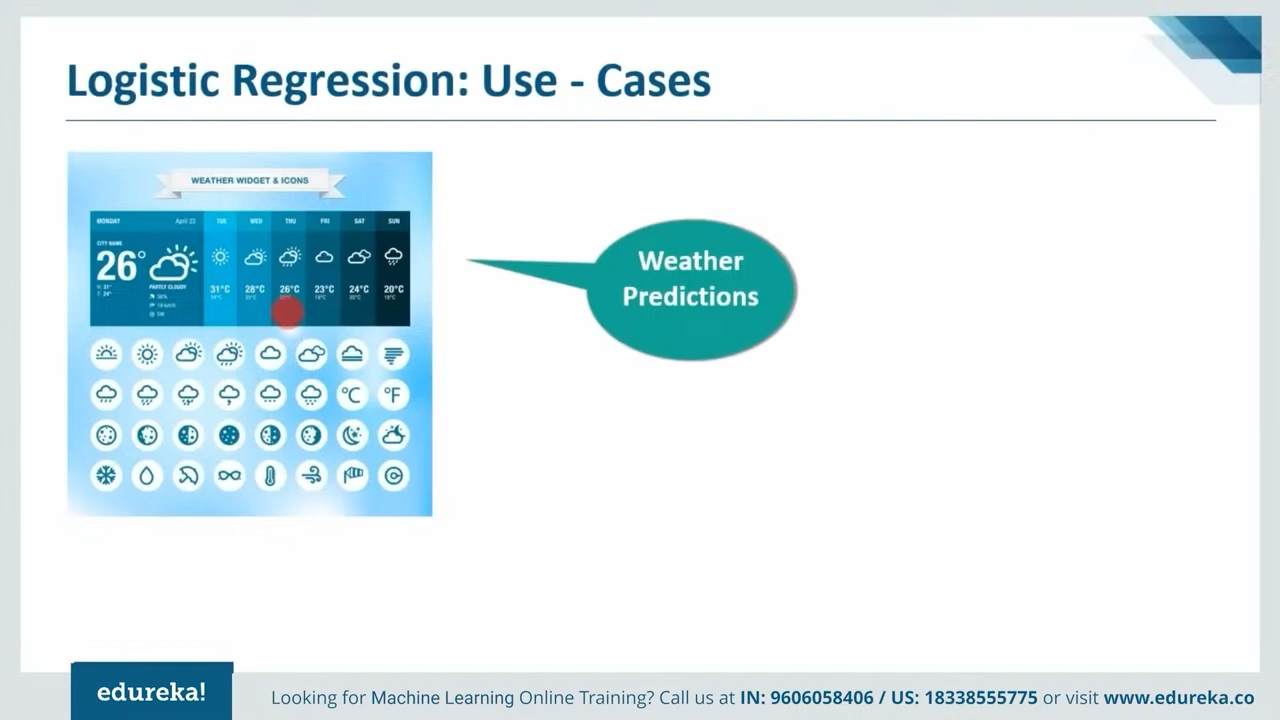 Logistic Regression: Use - Cases
WEATHER WIDGET & ICONS
MONDAY April 22 TUE WED THU FRI SAT SUN
CITY NAME
26°
PARTLY CLOUDY
31°C 28°C 26°C 23°C 24°C 20°C
°C °F
Weather
Predictions
edureka!
Looking for Machine Learning Online Training? Call us at IN: 9606058406 / US: 18338555775 or visit www.edureka.co